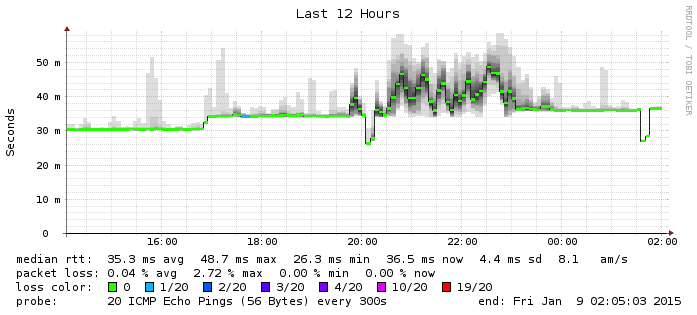 Last 12 Hours
RRDTOOL / TOBI OETIKER
Seconds
50 m
40 m
30 m
20 m
10 m
0
16:00 18:00 20:00 22:00 00:00 02:00
median rtt: 35.3 ms avg 48.7 ms max 26.3 ms min 36.5 ms now 4.4 ms sd 8.1 am/s
packet loss: 0.04 % avg 2.72 % max 0.00 % min 0.00 % now
loss color: 0 1/20 2/20 3/20 4/20 10/20 19/20
probe: 20 ICMP Echo Pings (56 Bytes) every 300s end: Fri Jan 9 02:05:03 2015